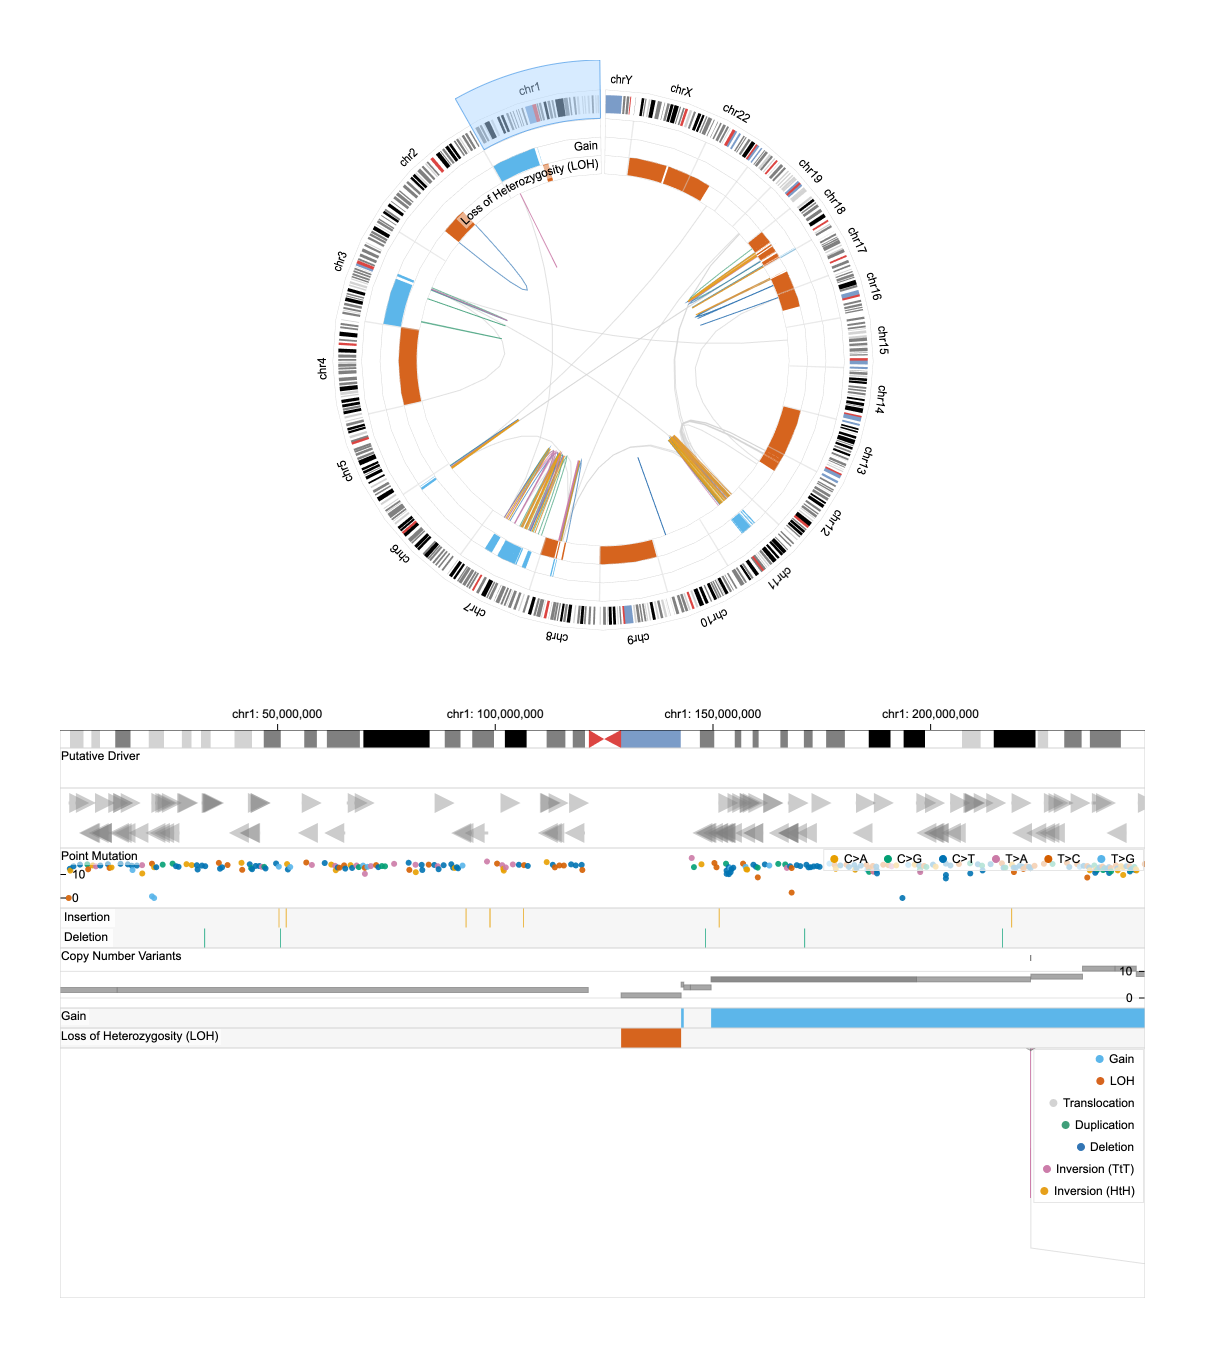 chrY
chrX
chr22
chr19
chr18
chr17
chr16
chr15
chr14
chr13
chr12
chr11
chr10
chr9
chr8
chr7
chr6
chr5
chr4
chr3
chr2
chr1
Gain
Loss of Heterozygosity (LOH)
chr1: 50,000,000
chr1: 100,000,000
chr1: 150,000,000
chr1: 200,000,000
Putative Driver
Point Mutation
C>A
C>G
C>T
T>A
T>C
T>G
10
0
Insertion
Deletion
Copy Number Variants
10
0
Gain
Loss of Heterozygosity (LOH)
Gain
LOH
Translocation
Duplication
Deletion
Inversion (TtT)
Inversion (HtH)